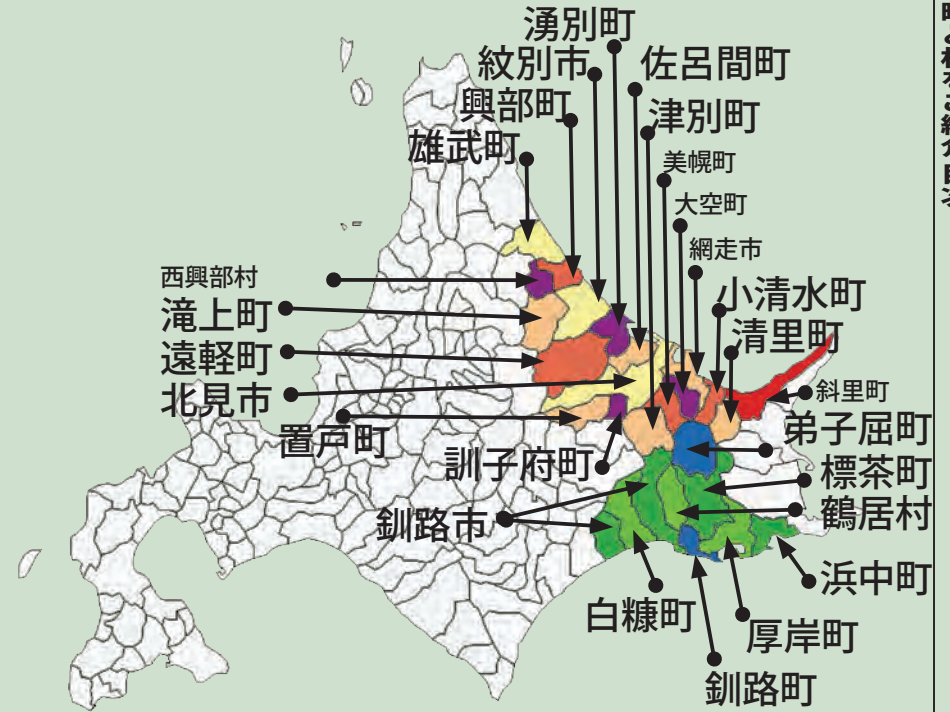 湧別町
紋別市
佐呂間町
興部町
津別町
雄武町
美幌町
大空町
網走市
西興部村
小清水町
滝上町
清里町
遠軽町
北見市
斜里町
置戸町
弟子屈町
訓子府町
標茶町
鶴居村
釧路市
浜中町
白糠町
厚岸町
釧路町